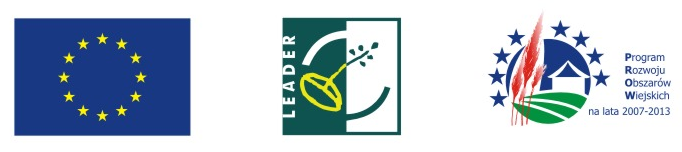 LEADER
Program
Rozwoju
Obszarów
Wiejskich
na lata 2007-2013